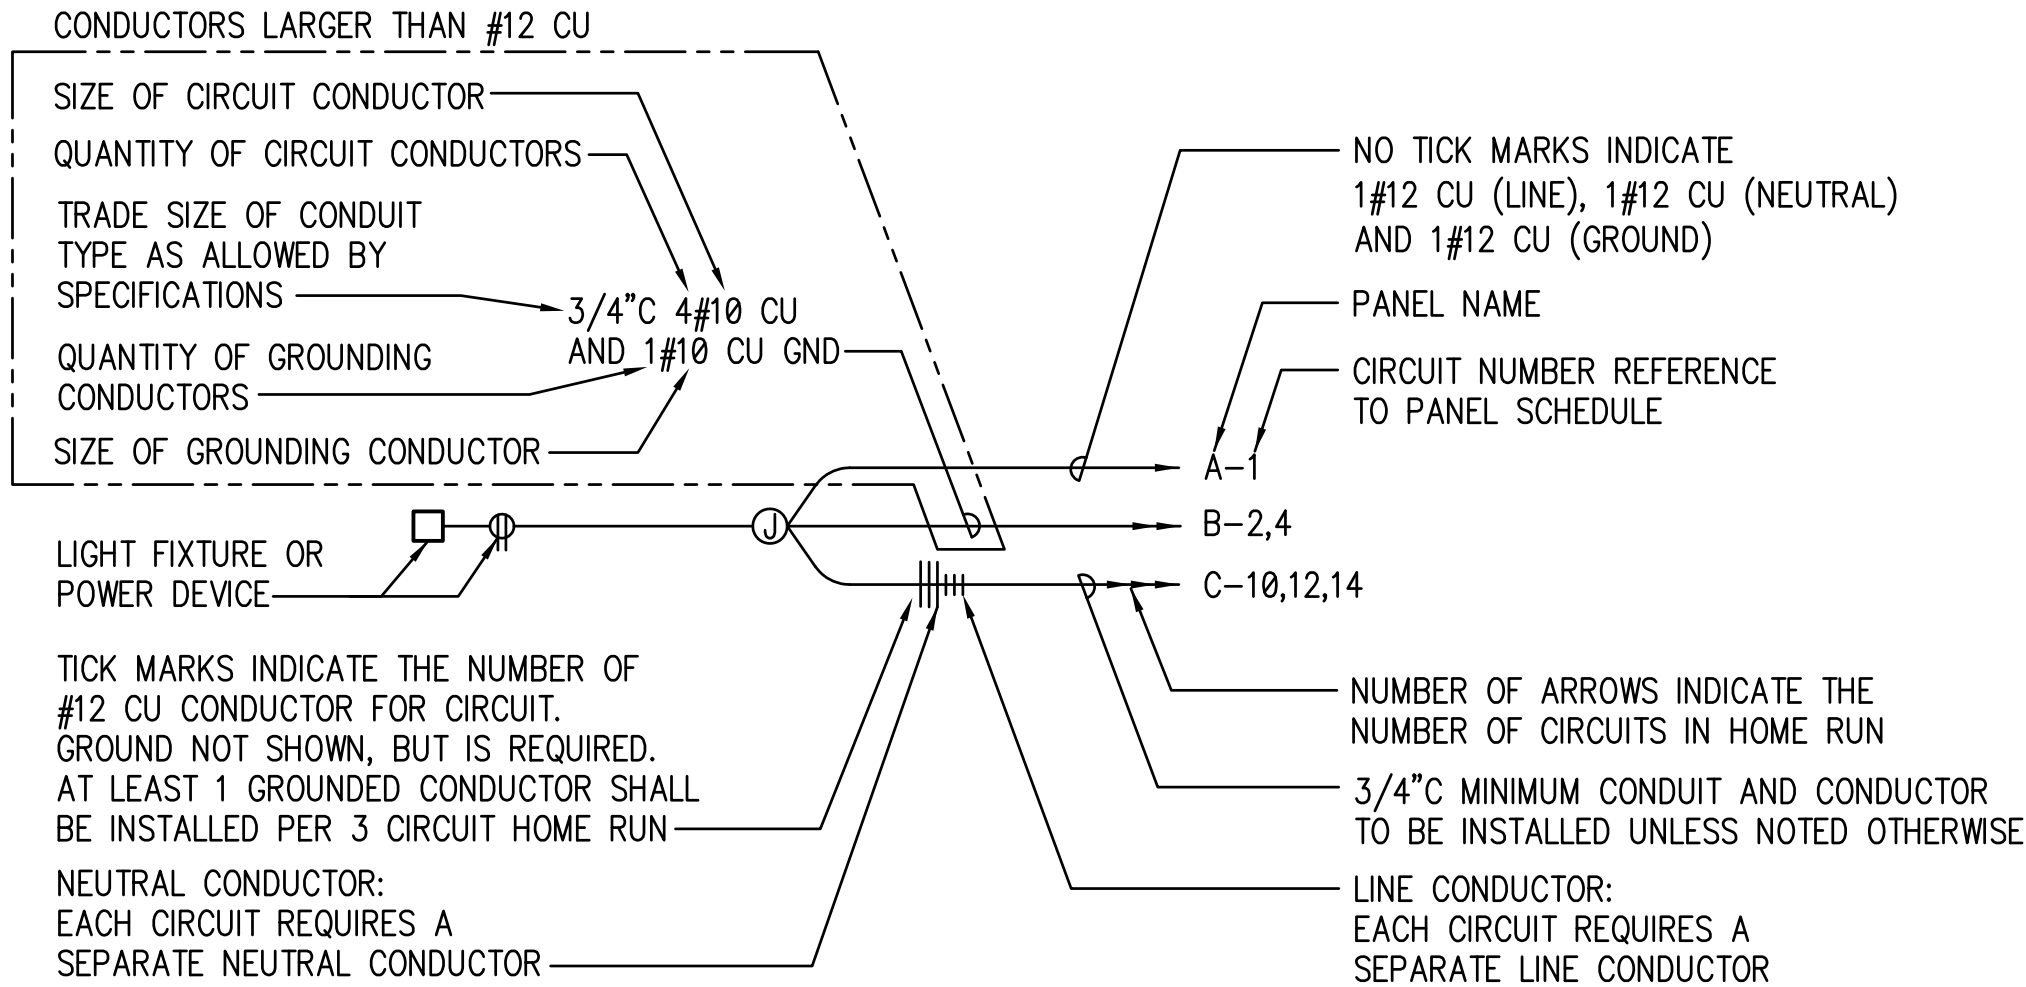 CONDUCTORS LARGER THAN #12 CU
SIZE OF CIRCUIT CONDUCTOR
QUANTITY OF CIRCUIT CONDUCTORS
TRADE SIZE OF CONDUIT
TYPE AS ALLOWED BY
SPECIFICATIONS
3/4"C 4#10 CU
AND 1#10 CU GND
QUANTITY OF GROUNDING
CONDUCTORS
SIZE OF GROUNDING CONDUCTOR
NO TICK MARKS INDICATE
1#12 CU (LINE), 1#12 CU (NEUTRAL)
AND 1#12 CU (GROUND)
PANEL NAME
CIRCUIT NUMBER REFERENCE
TO PANEL SCHEDULE
A-1
J
B-2,4
C-10,12,14
LIGHT FIXTURE OR
POWER DEVICE
TICK MARKS INDICATE THE NUMBER OF
#12 CU CONDUCTOR FOR CIRCUIT.
GROUND NOT SHOWN, BUT IS REQUIRED.
AT LEAST 1 GROUNDED CONDUCTOR SHALL
BE INSTALLED PER 3 CIRCUIT HOME RUN
NEUTRAL CONDUCTOR:
EACH CIRCUIT REQUIRES A
SEPARATE NEUTRAL CONDUCTOR
NUMBER OF ARROWS INDICATE THE
NUMBER OF CIRCUITS IN HOME RUN
3/4"C MINIMUM CONDUIT AND CONDUCTOR
TO BE INSTALLED UNLESS NOTED OTHERWISE
LINE CONDUCTOR:
EACH CIRCUIT REQUIRES A
SEPARATE LINE CONDUCTOR